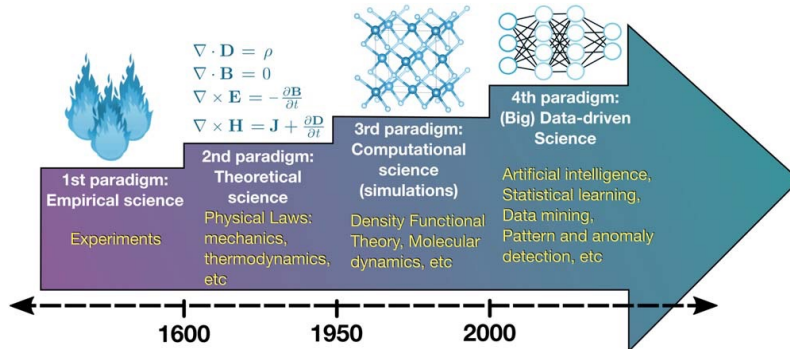 ∇ · D = ρ
∇ · B = 0
∇ × E = −∂B/∂t
∇ × H = J + ∂D/∂t
1st paradigm:
Empirical science
Experiments
2nd paradigm:
Theoretical
science
Physical Laws:
mechanics,
thermodynamics,
etc
3rd paradigm:
Computational
science
(simulations)
Density Functional
Theory, Molecular
dynamics, etc
4th paradigm:
(Big) Data-driven
Science
Artificial intelligence,
Statistical learning,
Data mining,
Pattern and anomaly
detection, etc
1600
1950
2000